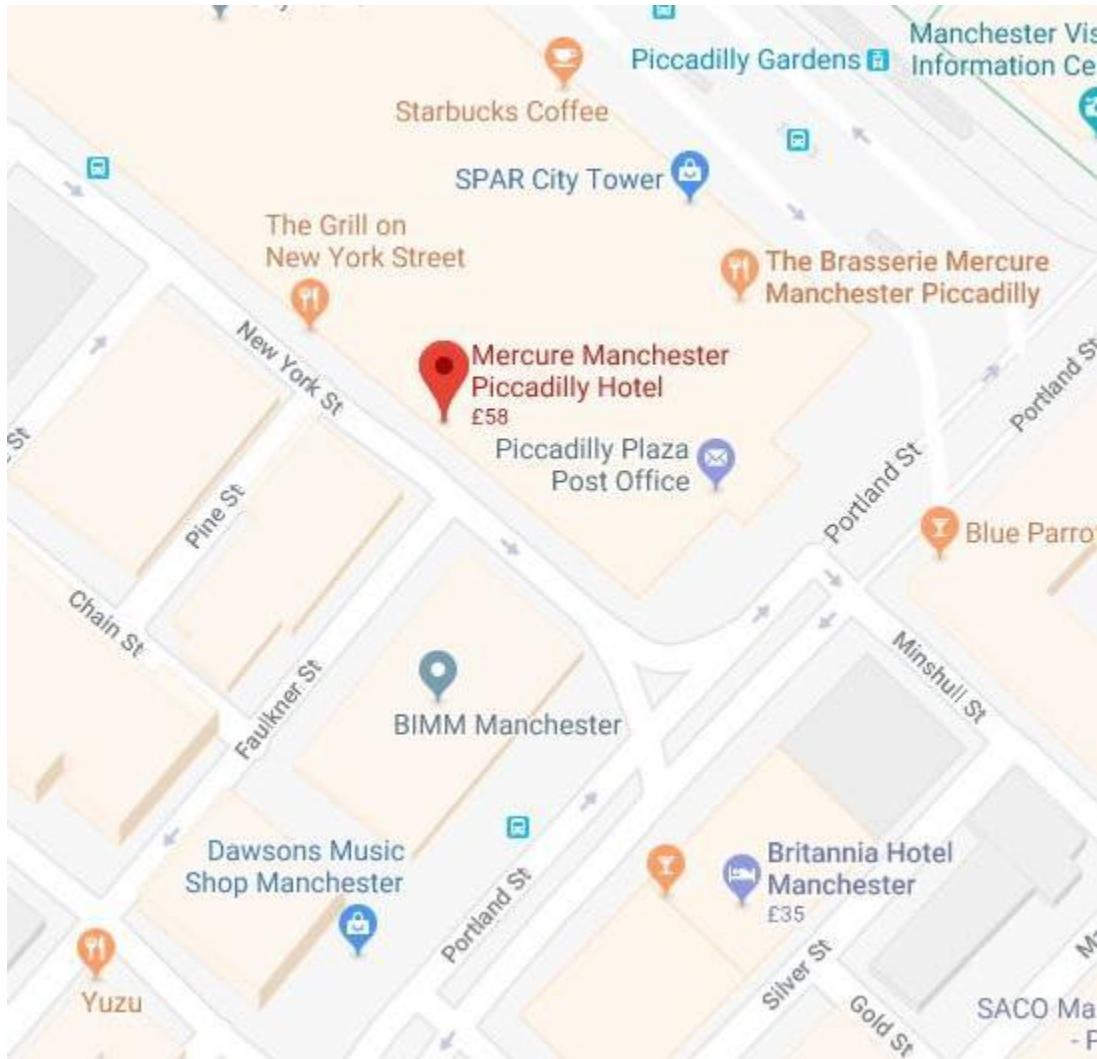 Piccadilly Gardens
Manchester Vis
Information Ce
Starbucks Coffee
SPAR City Tower
The Grill on
New York Street
The Brasserie Mercure
Manchester Piccadilly
New York St
Mercure Manchester
Piccadilly Hotel
£58
Portland St
Piccadilly Plaza
Post Office
Portland St
St
Pine St
Blue Parro
Chain St
Minshull St
Faulkner St
BIMM Manchester
Dawsons Music
Shop Manchester
Britannia Hotel
Manchester
£35
Portland St
Silver St
Gold St
Ma
Yuzu
SACO Ma
- P